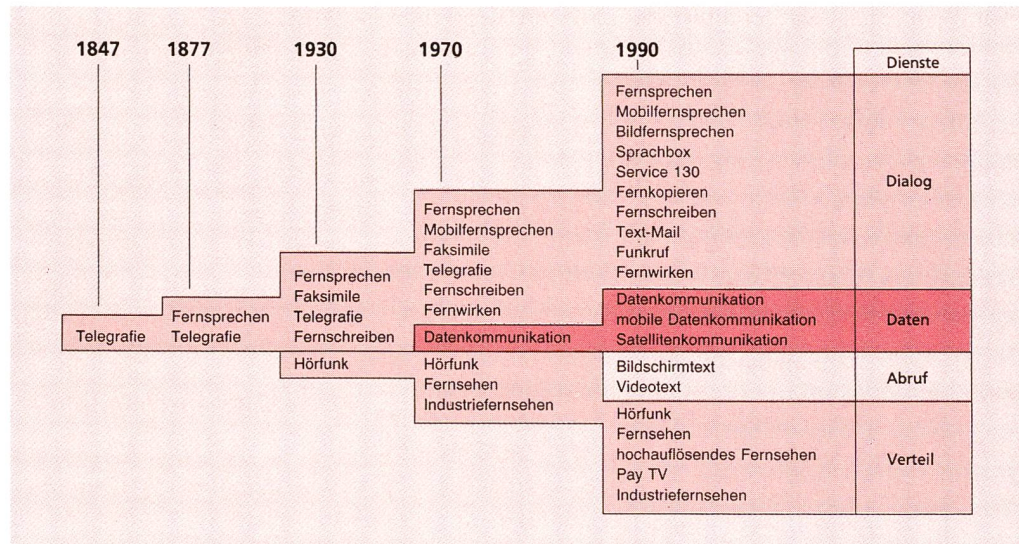 1847
1877
1930
1970
1990
Dienste
Telegrafie
Fernsprechen
Telegrafie
Fernsprechen
Faksimile
Telegrafie
Fernschreiben
Hörfunk
Fernsprechen
Mobilfernsprechen
Faksimile
Telegrafie
Fernschreiben
Fernwirken
Datenkommunikation
Hörfunk
Fernsehen
Industriefernsehen
Fernsprechen
Mobilfernsprechen
Bildfernsprechen
Sprachbox
Service 130
Fernkopieren
Fernschreiben
Text-Mail
Funkruf
Fernwirken
Dialog
Datenkommunikation
mobile Datenkommunikation
Satellitenkommunikation
Daten
Bildschirmtext
Videotext
Abruf
Hörfunk
Fernsehen
hochauflösendes Fernsehen
Pay TV
Industriefernsehen
Verteil